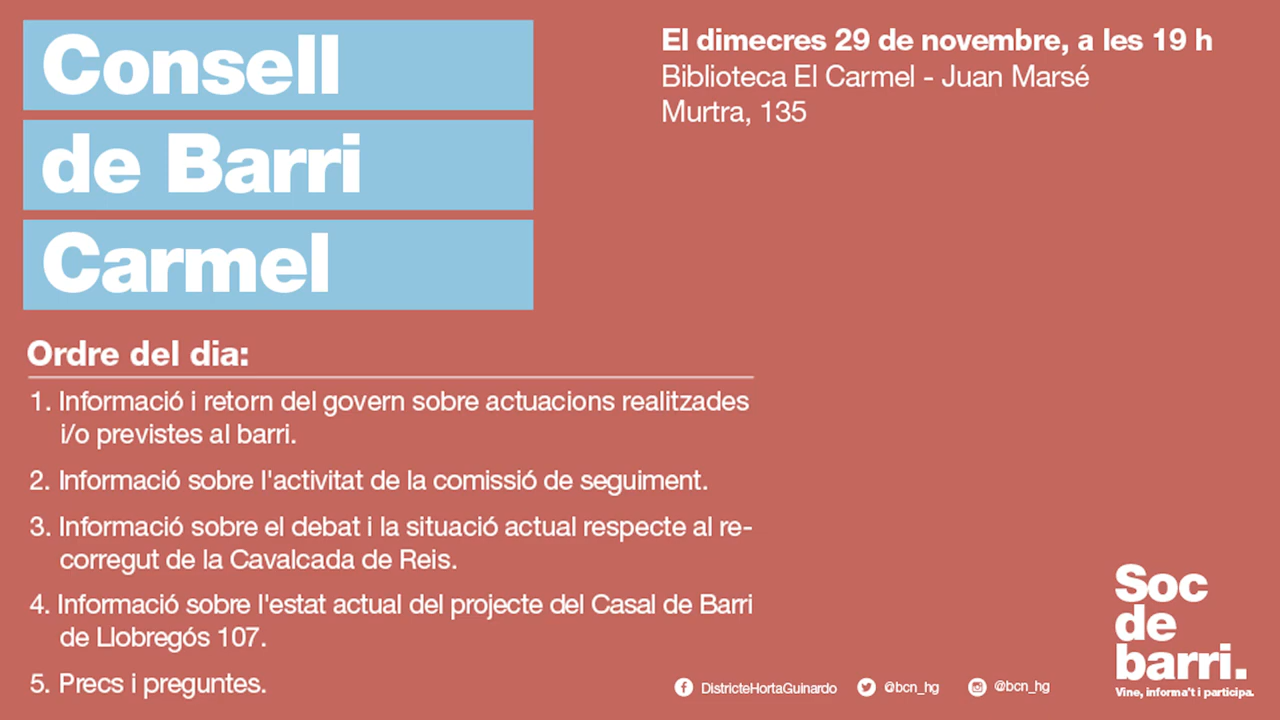 Consell
de Barri
Carmel
El dimecres 29 de novembre, a les 19 h
Biblioteca El Carmel - Juan Marsé
Murtra, 135
Ordre del dia:
1. Informació i retorn del govern sobre actuacions realitzades
i/o previstes al barri.
2. Informació sobre l'activitat de la comissió de seguiment.
3. Informació sobre el debat i la situació actual respecte al re-
corregut de la Cavalcada de Reis.
4. Informació sobre l'estat actual del projecte del Casal de Barri
de Llobregós 107.
5. Precs i preguntes.
DistricteHortaGuinardo @bcn_hg @bcn_hg
Soc
de
barri.
Vine, informa't i participa.